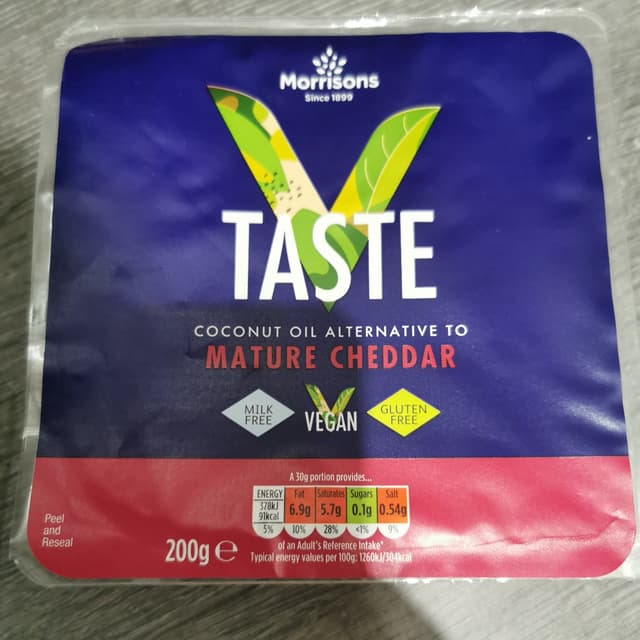 Morrisons
Since 1899
V
TASTE
COCONUT OIL ALTERNATIVE TO
MATURE CHEDDAR
MILK
FREE
VEGAN
GLUTEN
FREE
A 30g portion provides...
ENERGY Fat Saturates Sugars Salt
378kJ
91kcal 6.9g 5.7g 0.1g 0.54g
5% 10% 28% <1% 9%
of an Adult's Reference Intake*
Typical energy values per 100g: 1260kJ/304kcal
Peel
and
Reseal
200g ℮